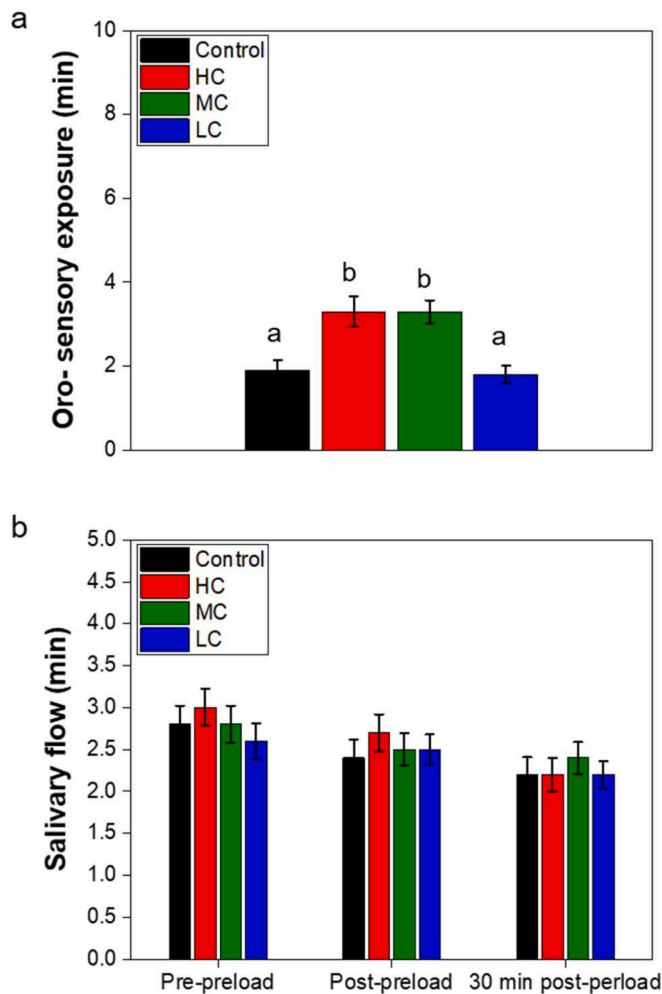 a
Oro- sensory exposure (min)
10
8
6
4
2
0
Control
HC
MC
LC
a
b
b
a
b
Salivary flow (min)
5.0
4.5
4.0
3.5
3.0
2.5
2.0
1.5
1.0
0.5
0.0
Control
HC
MC
LC
Pre-preload
Post-preload
30 min post-perload